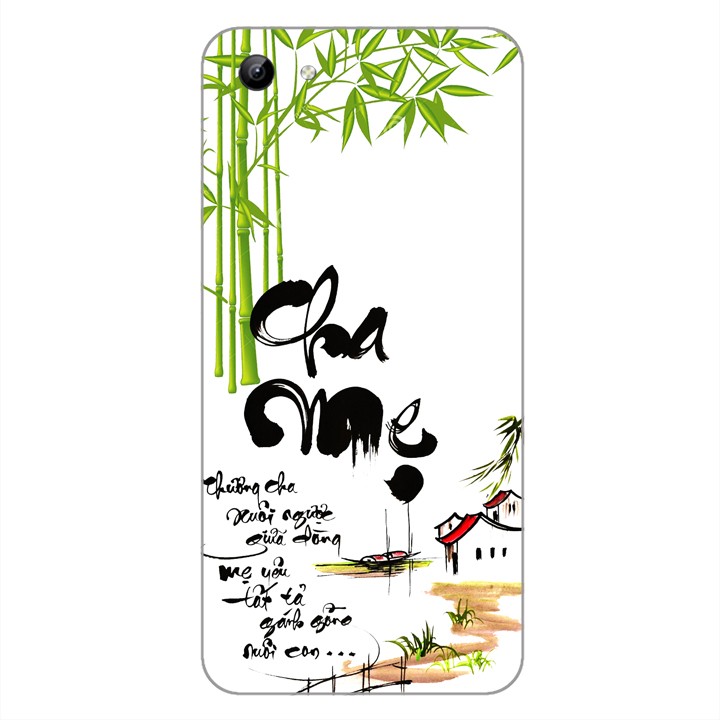 Cha
Mẹ
Thương cha
xuôi ngược
giữa dòng
mẹ yêu
tất tả
gánh gồng
nuôi con...